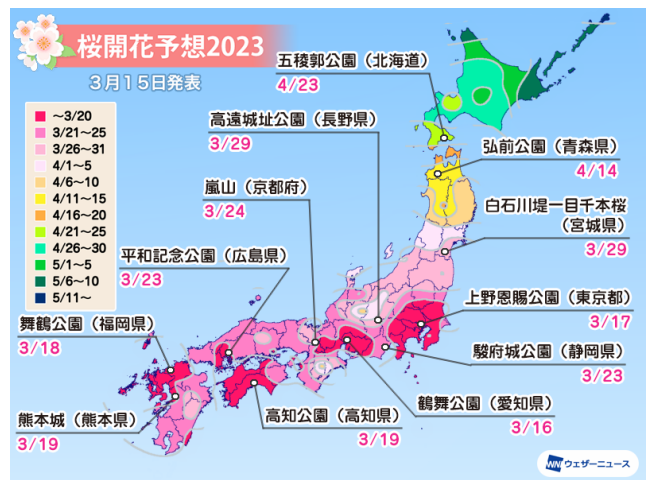 桜開花予想2023
3月15日発表
~3/20
3/21~25
3/26~31
4/1~5
4/6~10
4/11~15
4/16~20
4/21~25
4/26~30
5/1~5
5/6~10
5/11~
五稜郭公園(北海道)
4/23
高遠城址公園(長野県)
3/29
弘前公園(青森県)
4/14
嵐山(京都府)
3/24
白石川堤一目千本桜
(宮城県)
3/29
平和記念公園(広島県)
3/23
上野恩賜公園(東京都)
3/17
舞鶴公園(福岡県)
3/18
駿府城公園(静岡県)
3/23
鶴舞公園(愛知県)
3/16
熊本城(熊本県)
3/19
高知公園(高知県)
3/19
WN ウェザーニュース